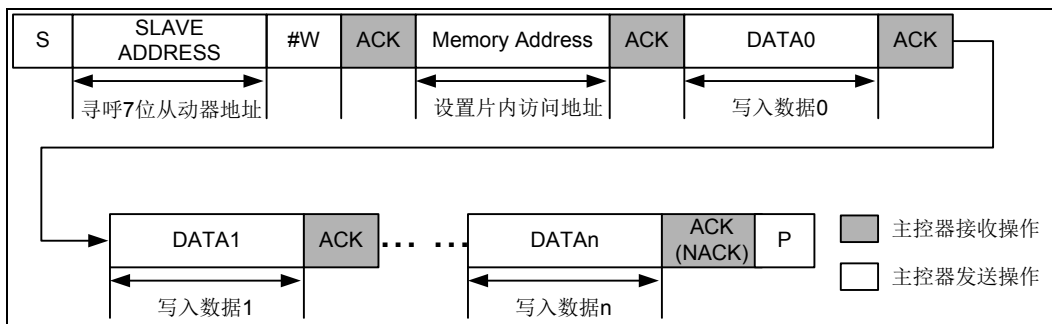 S
SLAVE
ADDRESS
#W
ACK
Memory Address
ACK
DATA0
ACK
寻呼7位从动器地址
设置片内访问地址
写入数据0
DATA1
ACK
... ...
DATAn
ACK
(NACK)
P
主控器接收操作
写入数据1
写入数据n
主控器发送操作